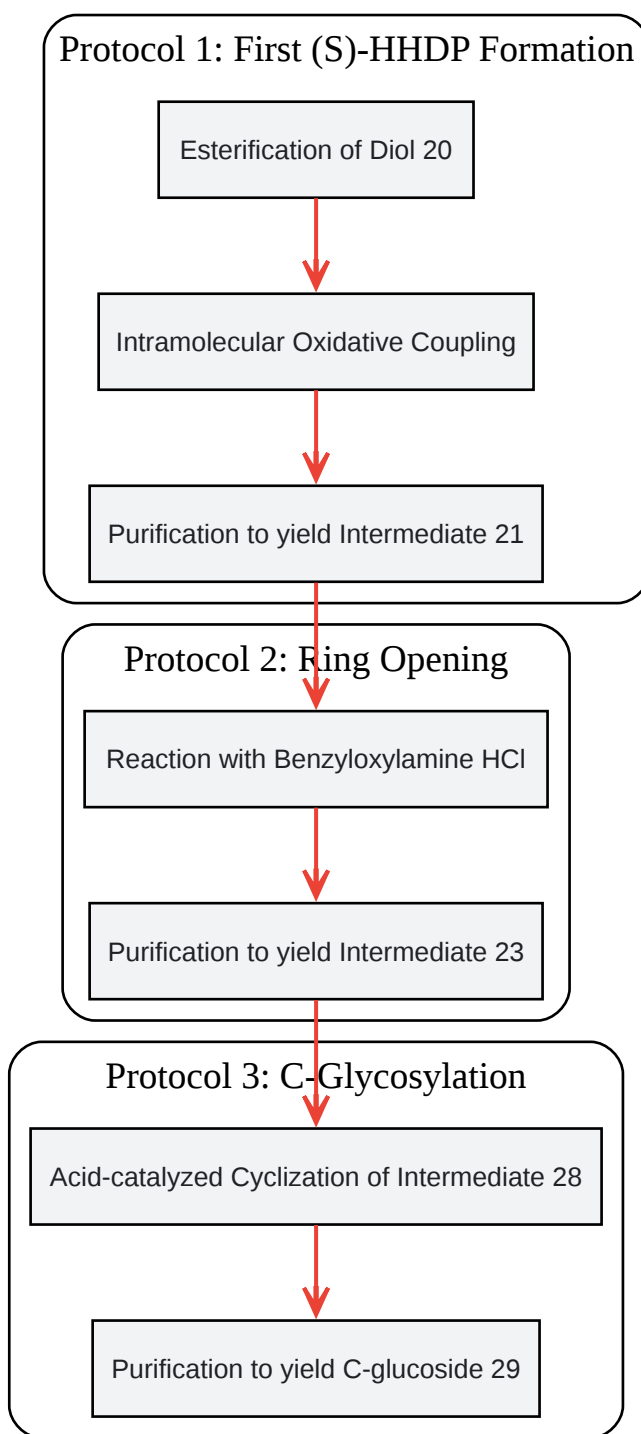 Protocol 1: First (S)-HHDP Formation
Esterification of Diol 20
Intramolecular Oxidative Coupling
Purification to yield Intermediate 21
Protocol 2: Ring Opening
Reaction with Benzyloxylamine HCl
Purification to yield Intermediate 23
Protocol 3: C-Glycosylation
Acid-catalyzed Cyclization of Intermediate 28
Purification to yield C-glucoside 29